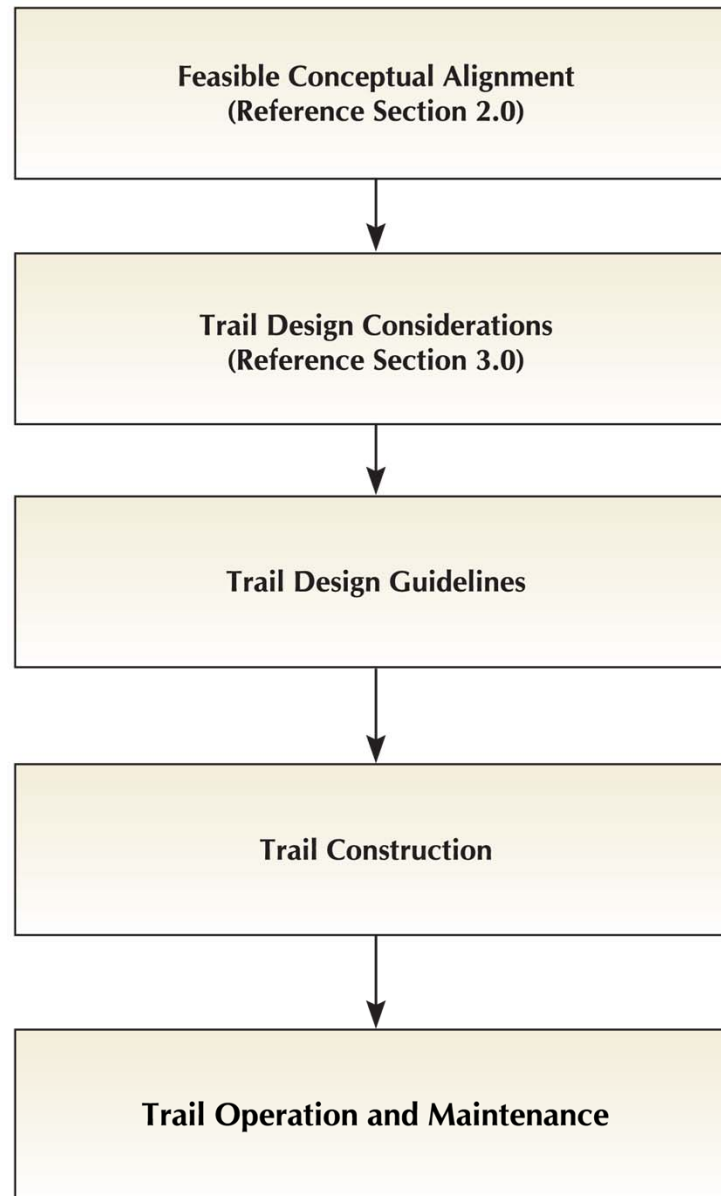 Feasible Conceptual Alignment
(Reference Section 2.0)
Trail Design Considerations
(Reference Section 3.0)
Trail Design Guidelines
Trail Construction
Trail Operation and Maintenance